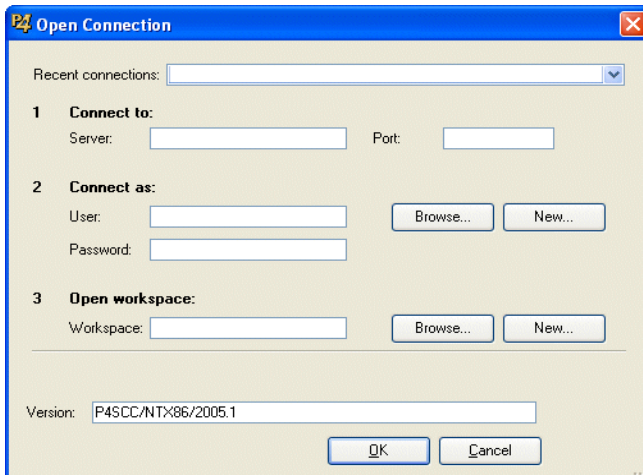 P4 Open Connection
Recent connections:
1 Connect to:
Server: Port:
2 Connect as:
User: Browse... New...
Password:
3 Open workspace:
Workspace: Browse... New...
Version: P4SCC/NTX86/2005.1
OK Cancel